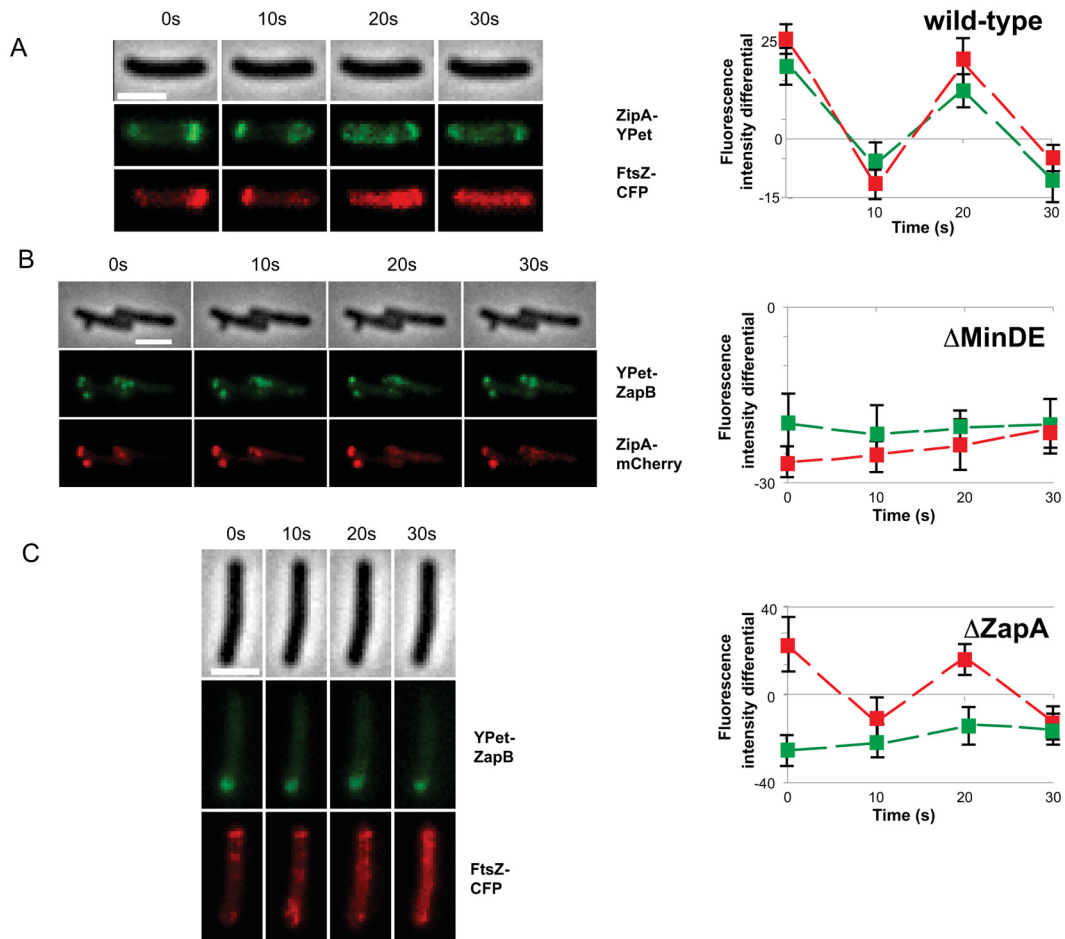 A
0s 10s 20s 30s
ZipA-
YPet
FtsZ-
CFP
wild-type
Fluorescence
intensity differential
25
0
-15
10 20 30
Time (s)
B
0s 10s 20s 30s
YPet-
ZapB
ZipA-
mCherry
ΔMinDE
Fluorescence
intensity differential
0
-30
0 10 20 30
Time (s)
C
0s 10s 20s 30s
YPet-
ZapB
FtsZ-
CFP
ΔZapA
Fluorescence
intensity differential
40
0
-40
0 10 20 30
Time (s)